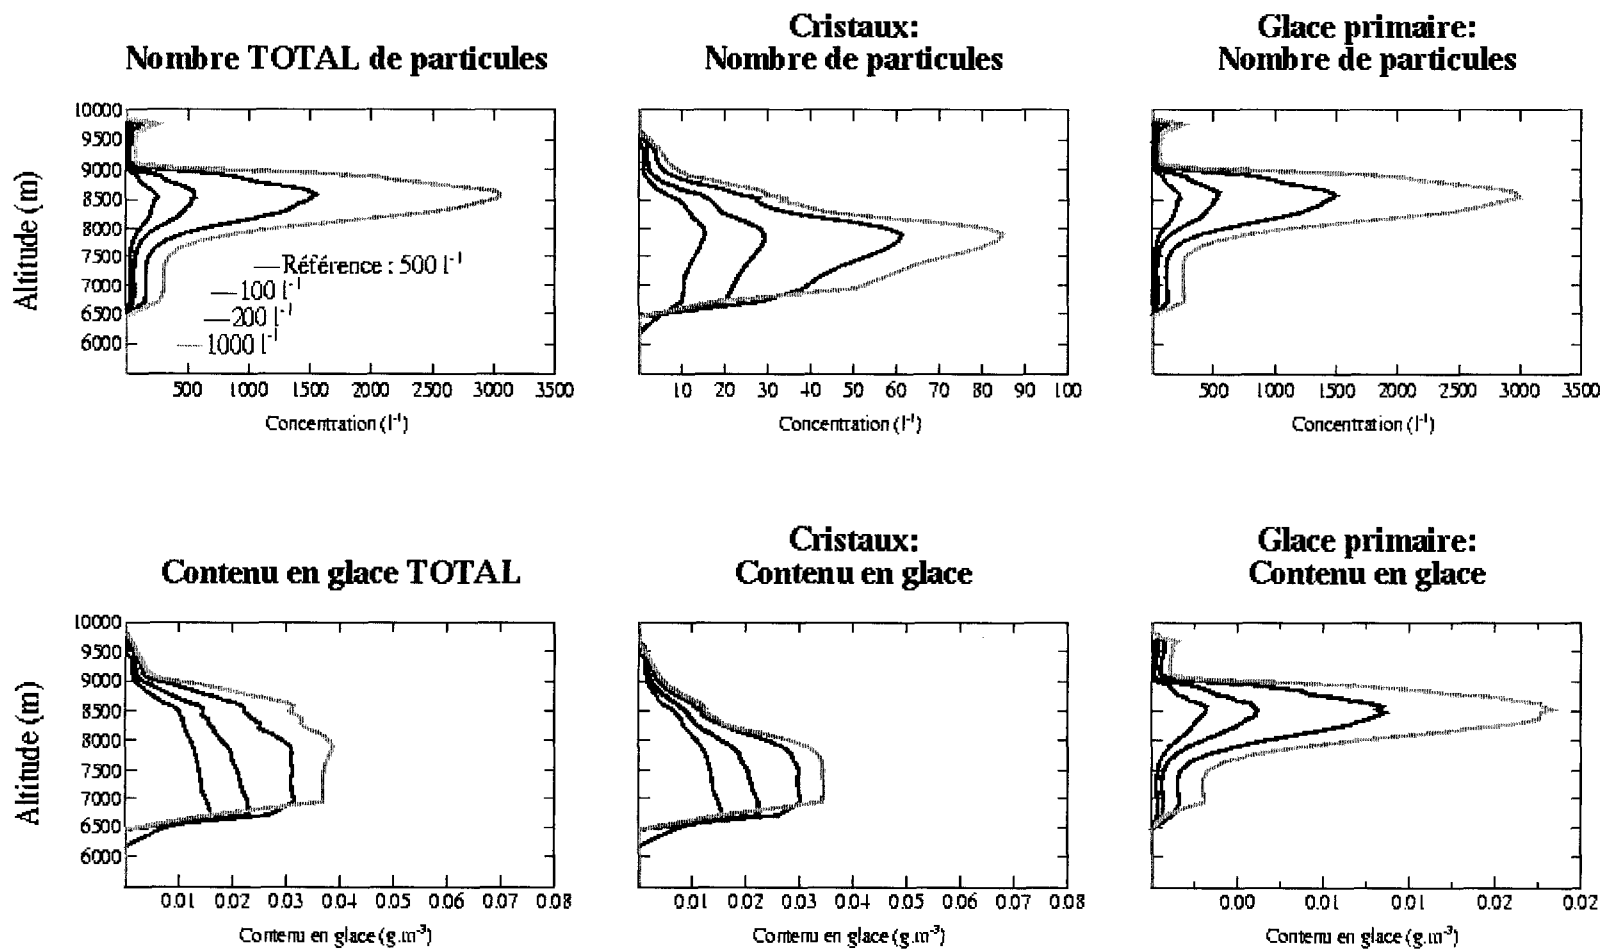 Nombre TOTAL de particules
Cristaux:
Nombre de particules
Glace primaire:
Nombre de particules
Altitude (m)
10000
9500
9000
8500
8000
7500
7000
6500
6000
Référence : 500 l⁻¹
100 l⁻¹
200 l⁻¹
1000 l⁻¹
500 1000 1500 2000 2500 3000 3500
Concentration (l⁻¹)
10 20 30 40 50 60 70 80 90 100
Concentration (l⁻¹)
500 1000 1500 2000 2500 3000 3500
Concentration (l⁻¹)
Contenu en glace TOTAL
Cristaux:
Contenu en glace
Glace primaire:
Contenu en glace
Altitude (m)
10000
9500
9000
8500
8000
7500
7000
6500
6000
0.01 0.02 0.03 0.04 0.05 0.06 0.07 0.08
Contenu en glace (g.m⁻³)
0.01 0.02 0.03 0.04 0.05 0.06 0.07 0.08
Contenu en glace (g.m⁻³)
0.00 0.01 0.01 0.02 0.02
Contenu en glace (g.m⁻³)